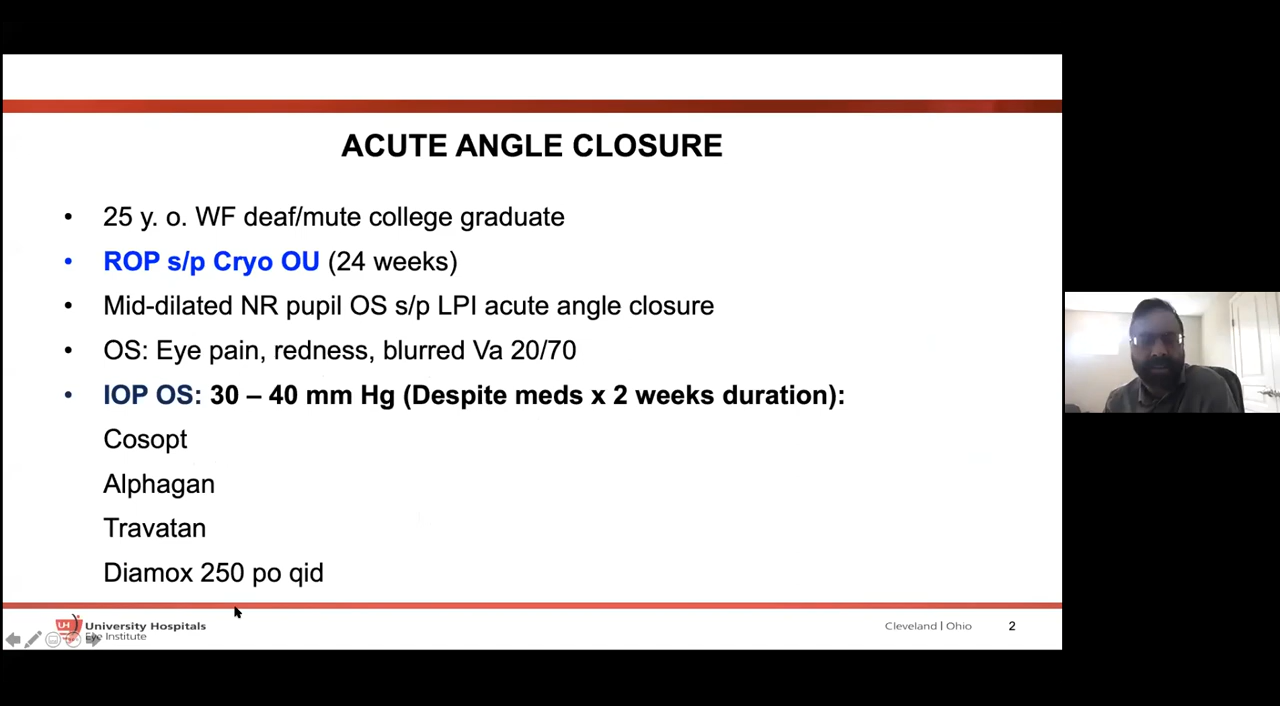 ACUTE ANGLE CLOSURE
• 25 y. o. WF deaf/mute college graduate
• ROP s/p Cryo OU (24 weeks)
• Mid-dilated NR pupil OS s/p LPI acute angle closure
• OS: Eye pain, redness, blurred Va 20/70
• IOP OS: 30 – 40 mm Hg (Despite meds x 2 weeks duration):
Cosopt
Alphagan
Travatan
Diamox 250 po qid
UH University Hospitals
Eye Institute
Cleveland | Ohio
2